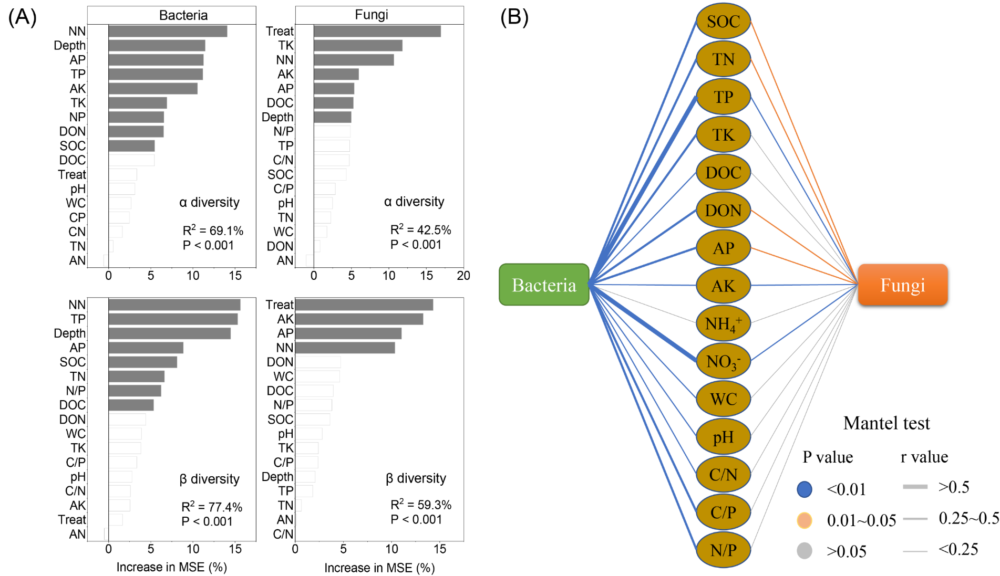 (A)
Bacteria
NN
Depth
AP
TP
AK
TK
NP
DON
SOC
DOC
Treat
pH
WC
CP
CN
TN
AN
α diversity
R² = 69.1%
P < 0.001
0 5 10 15
Fungi
Treat
TK
NN
AK
AP
DOC
Depth
N/P
TP
C/N
SOC
C/P
pH
TN
WC
DON
AN
α diversity
R² = 42.5%
P < 0.001
0 5 10 15 20
NN
TP
Depth
AP
SOC
TN
N/P
DOC
DON
WC
TK
C/P
pH
C/N
AK
Treat
AN
β diversity
R² = 77.4%
P < 0.001
0 5 10 15
Increase in MSE (%)
Treat
AK
AP
NN
DON
WC
DOC
N/P
SOC
pH
TK
C/P
Depth
TP
TN
AN
C/N
β diversity
R² = 59.3%
P < 0.001
0 5 10 15
Increase in MSE (%)
(B)
Bacteria
SOC
TN
TP
TK
DOC
DON
AP
AK
NH₄⁺
NO₃⁻
WC
pH
C/N
C/P
N/P
Fungi
Mantel test
P value r value
<0.01 >0.5
0.01~0.05 0.25~0.5
>0.05 <0.25